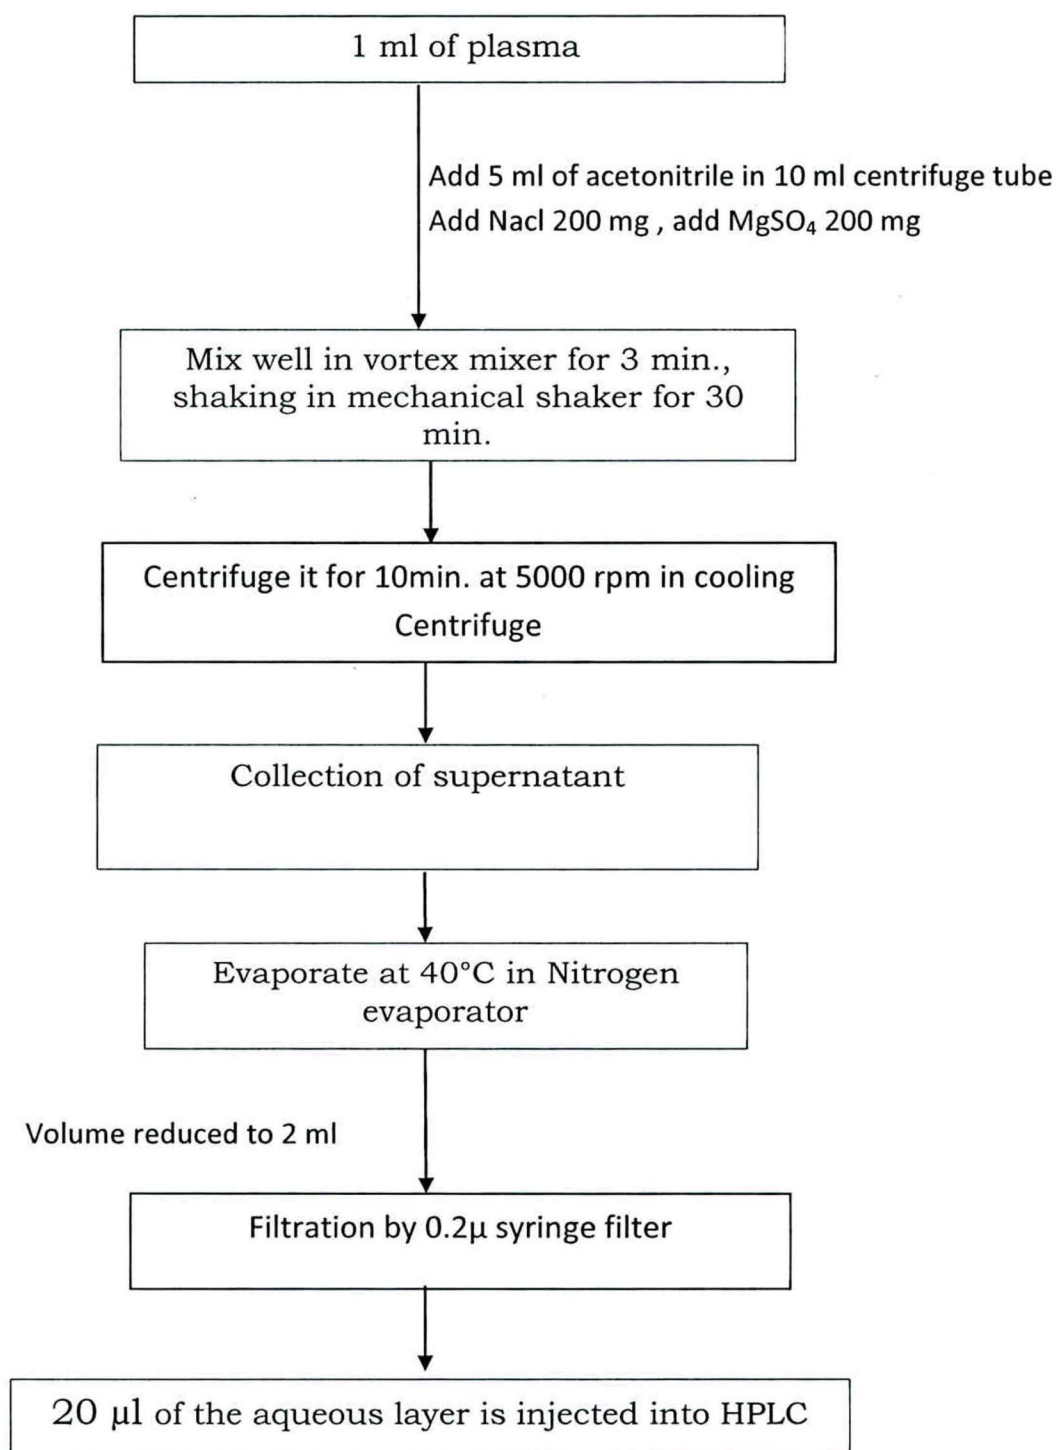 1 ml of plasma
Add 5 ml of acetonitrile in 10 ml centrifuge tube
Add Nacl 200 mg , add MgSO₄ 200 mg
Mix well in vortex mixer for 3 min.,
shaking in mechanical shaker for 30
min.
Centrifuge it for 10min. at 5000 rpm in cooling
Centrifuge
Collection of supernatant
Evaporate at 40°C in Nitrogen
evaporator
Volume reduced to 2 ml
Filtration by 0.2μ syringe filter
20 μl of the aqueous layer is injected into HPLC